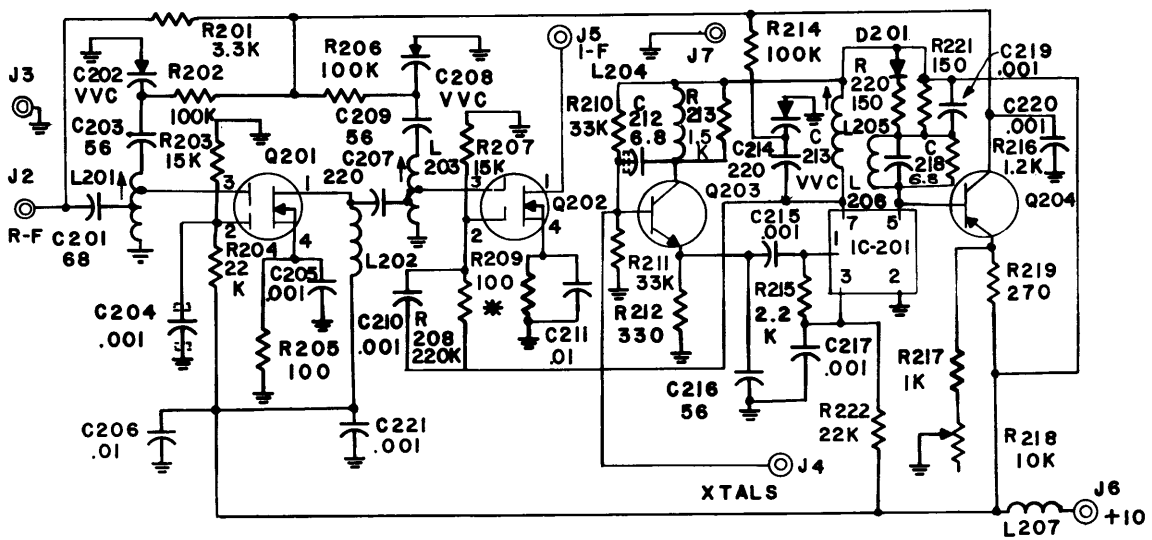 R201
3.3K
J3
C202
VVC
R202
100K
C203
56
R203
15K
J2
R-F
C201
68
L201
3
2
Q201
1
4
R204
22
K
C205
.001
C204
.001
R205
100
C206
.01
R206
100K
C208
VVC
C209
56
C207
220
L
203
R207
15K
3
2
1
4
Q202
J5
I-F
L202
C210
.001
R
208
220K
R209
100
*
C211
.01
C221
.001
J7
L204
R210
33K
C
212
6.8
R
213
1.5
K
R214
100K
C214
220
C
213
VVC
Q203
R211
33K
R212
330
C215
.001
R215
2.2
K
C216
56
C217
.001
R222
22K
J4
XTALS
D201
R
220
150
R221
150
C219
.001
L205
C
218
6.8
L
206
7
5
1
IC-201
3
2
C220
.001
R216
1.2K
Q204
R219
270
R217
1K
R218
10K
J6
+10
L207